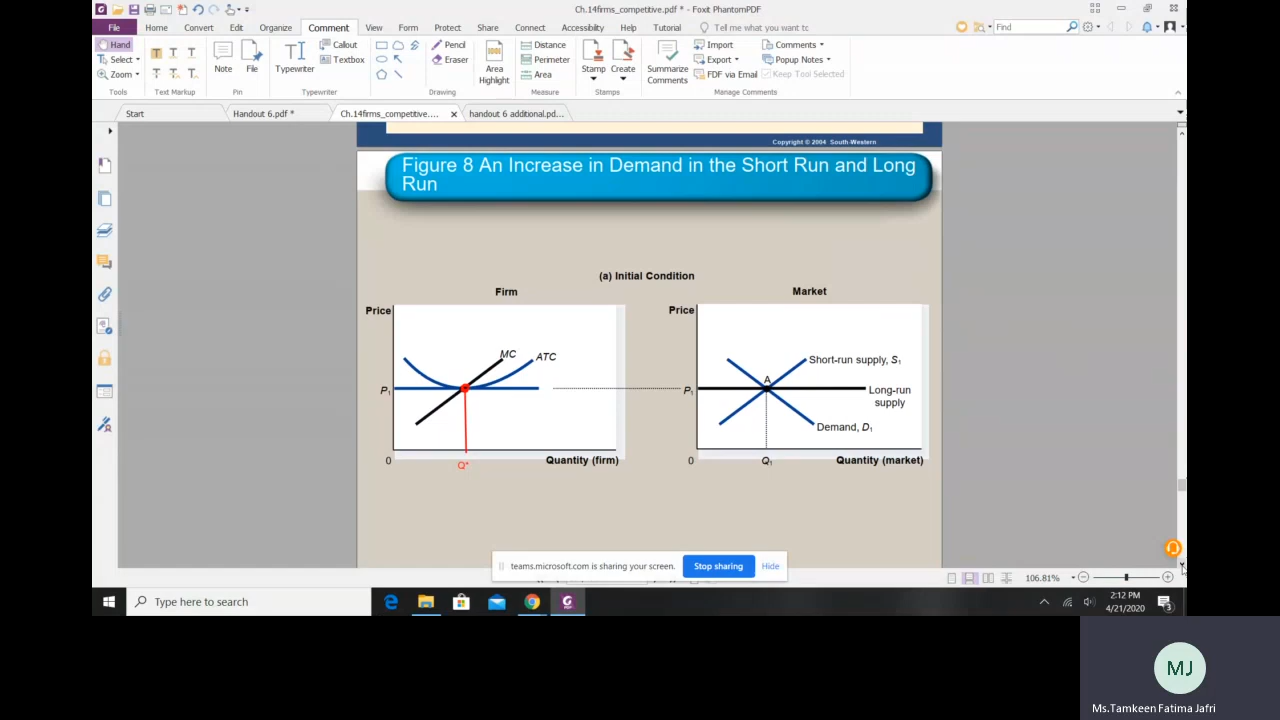 Ch.14firms_competitive.pdf * - Foxit PhantomPDF
File Home Convert Edit Organize Comment View Form Protect Share Connect Accessibility Help Tutorial Tell me what you want tc Find
Hand Select Zoom
Tools
T T T
T T T
Text Markup
Note File
Pin
Typewriter Callout Textbox
Typewriter
Pencil Eraser Area Highlight
Drawing
Distance Perimeter Area
Measure
Stamp Create
Stamps
Summarize Comments Import Export FDF via Email Comments Popup Notes Keep Tool Selected
Manage Comments
Start Handout 6.pdf * Ch.14firms_competitive.... handout 6 additional.pd...
Copyright © 2004 South-Western
Figure 8 An Increase in Demand in the Short Run and Long
Run
(a) Initial Condition
Firm
Market
Price
MC
ATC
P1
0
Q*
Quantity (firm)
Price
Short-run supply, S1
A
P1
Long-run
supply
Demand, D1
0
Q1
Quantity (market)
teams.microsoft.com is sharing your screen. Stop sharing Hide
106.81%
Type here to search
2:12 PM
4/21/2020
3
MJ
Ms.Tamkeen Fatima Jafri